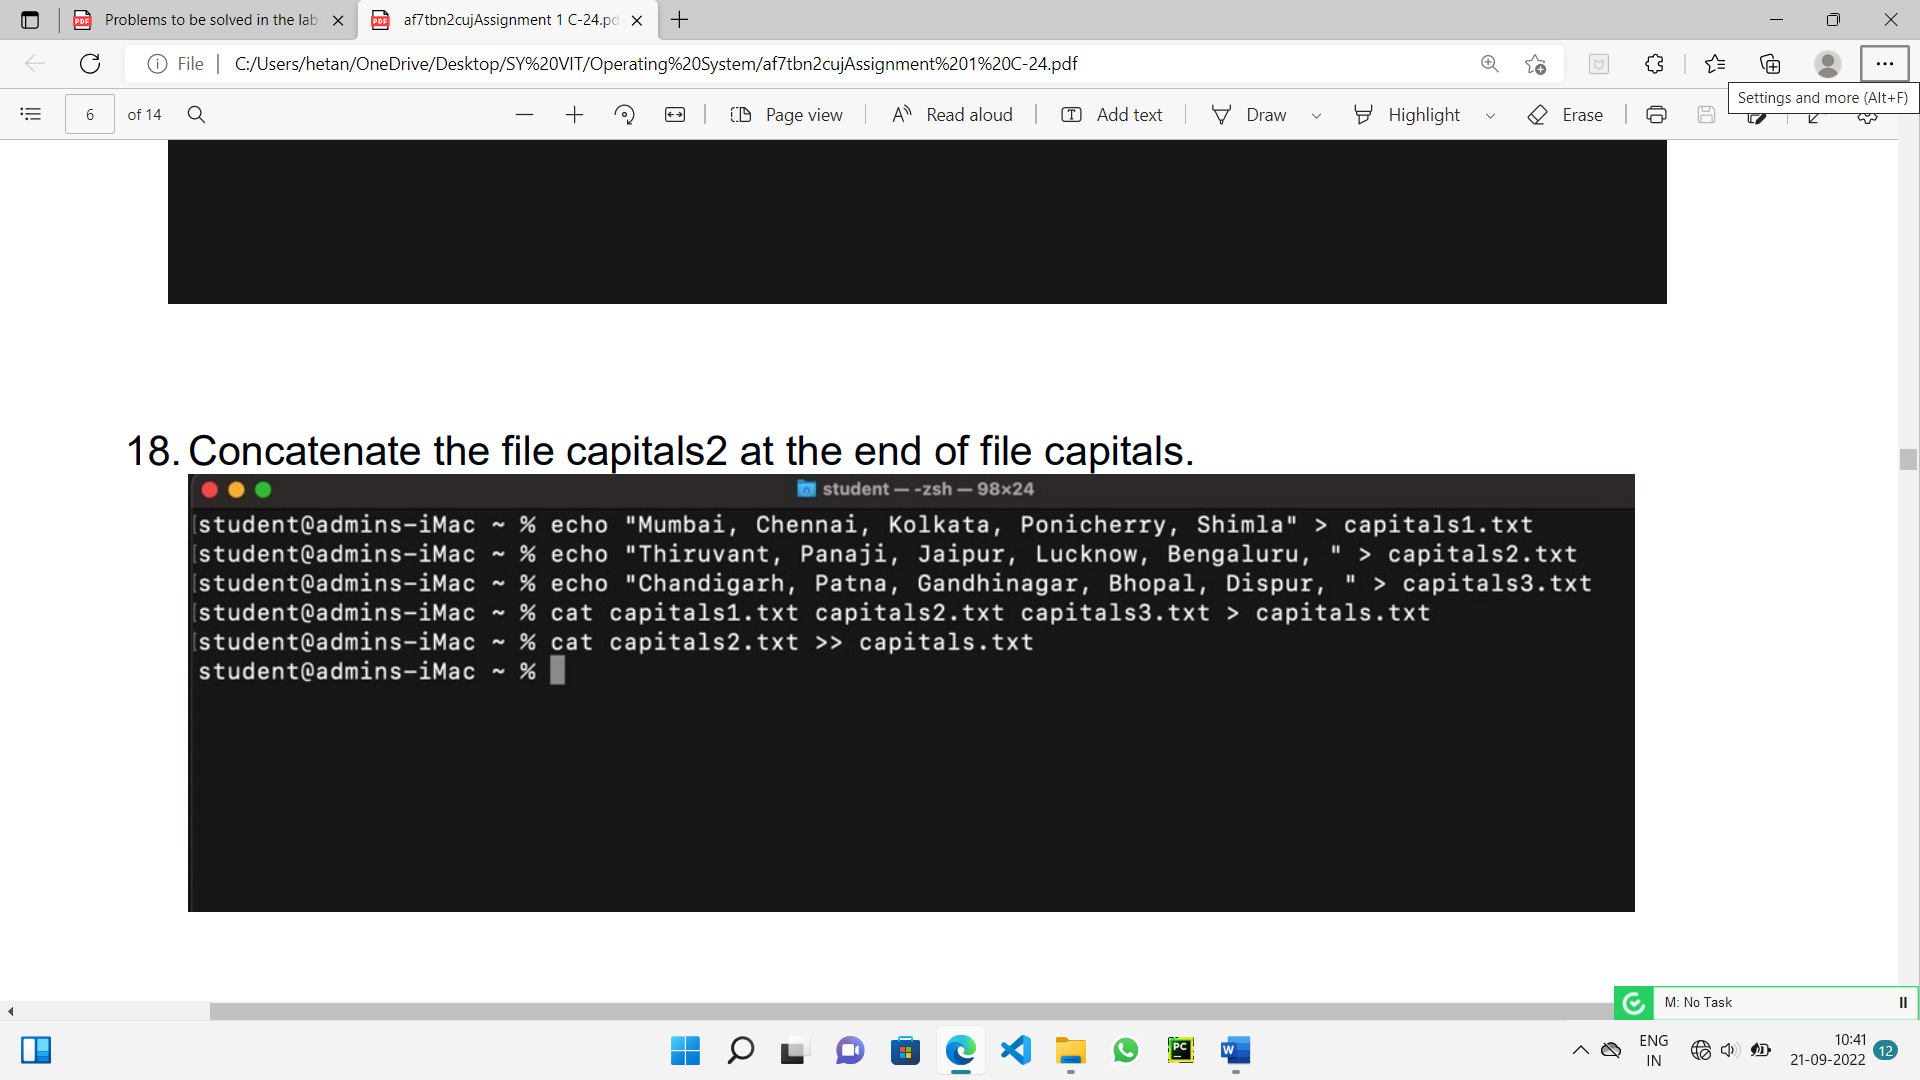 Problems to be solved in the lab
af7tbn2cujAssignment 1 C-24.pd
File
C:/Users/hetan/OneDrive/Desktop/SY%20VIT/Operating%20System/af7tbn2cujAssignment%201%20C-24.pdf
Settings and more (Alt+F)
6 of 14
Page view
Read aloud
Add text
Draw
Highlight
Erase
18. Concatenate the file capitals2 at the end of file capitals.
student — -zsh — 98×24
student@admins-iMac ~ % echo "Mumbai, Chennai, Kolkata, Ponicherry, Shimla" > capitals1.txt
student@admins-iMac ~ % echo "Thiruvant, Panaji, Jaipur, Lucknow, Bengaluru, " > capitals2.txt
student@admins-iMac ~ % echo "Chandigarh, Patna, Gandhinagar, Bhopal, Dispur, " > capitals3.txt
student@admins-iMac ~ % cat capitals1.txt capitals2.txt capitals3.txt > capitals.txt
student@admins-iMac ~ % cat capitals2.txt >> capitals.txt
student@admins-iMac ~ %
M: No Task
ENG
IN
10:41
21-09-2022
12